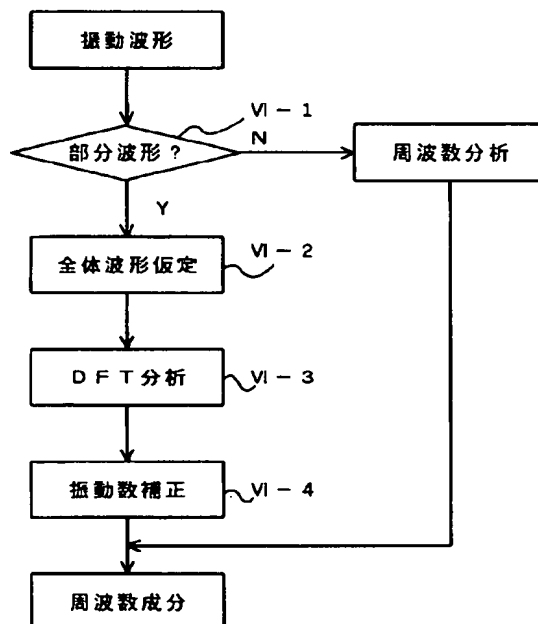 振動波形
Ⅵ－1
部分波形？
N
周波数分析
Y
全体波形仮定
Ⅵ－2
DFT分析
Ⅵ－3
振動数補正
Ⅵ－4
周波数成分